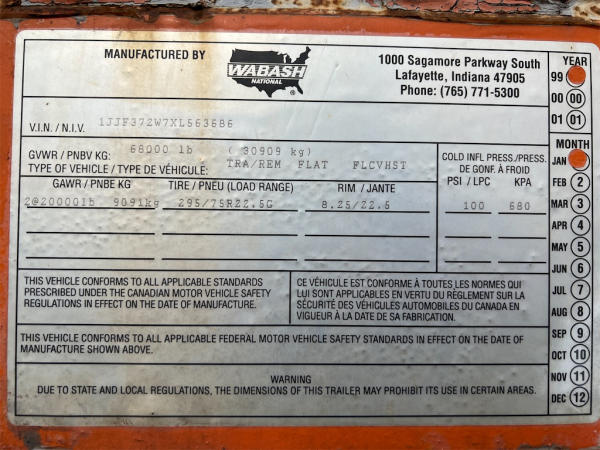 MANUFACTURED BY
WABASH
NATIONAL ®
1000 Sagamore Parkway South
Lafayette, Indiana 47905
Phone: (765) 771-5300
V.I.N. / N.I.V. 1JJF372W7XL563686
GVWR / PNBV KG: 68000 lb ( 30909 kg)
TYPE OF VEHICLE / TYPE DE VÉHICULE: TRA/REM FLAT FLCVHST
GAWR / PNBE KG TIRE / PNEU (LOAD RANGE) RIM / JANTE
COLD INFL PRESS./PRESS.
DE GONF. À FROID
PSI / LPC KPA
2@20000lb 9091kg 295/75R22.5G 8.25/22.5 100 680
THIS VEHICLE CONFORMS TO ALL APPLICABLE STANDARDS
PRESCRIBED UNDER THE CANADIAN MOTOR VEHICLE SAFETY
REGULATIONS IN EFFECT ON THE DATE OF MANUFACTURE.
CE VÉHICULE EST CONFORME À TOUTES LES NORMES QUI
LUI SONT APPLICABLES EN VERTU DU RÈGLEMENT SUR LA
SÉCURITÉ DES VÉHICULES AUTOMOBILES DU CANADA EN
VIGUEUR À LA DATE DE SA FABRICATION.
THIS VEHICLE CONFORMS TO ALL APPLICABLE FEDERAL MOTOR VEHICLE SAFETY STANDARDS IN EFFECT ON THE DATE OF
MANUFACTURE SHOWN ABOVE.
WARNING
DUE TO STATE AND LOCAL REGULATIONS, THE DIMENSIONS OF THIS TRAILER MAY PROHIBIT ITS USE IN CERTAIN AREAS.
YEAR
99
00 00
01 01
MONTH
JAN
FEB 2
MAR 3
APR 4
MAY 5
JUN 6
JUL 7
AUG 8
SEP 9
OCT 10
NOV 11
DEC 12